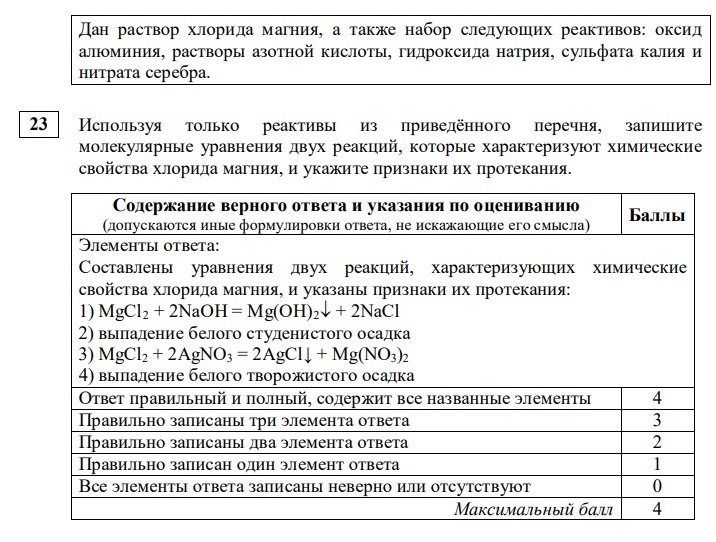 Дан раствор хлорида магния, а также набор следующих реактивов: оксид
алюминия, растворы азотной кислоты, гидроксида натрия, сульфата калия и
нитрата серебра.
23
Используя только реактивы из приведённого перечня, запишите
молекулярные уравнения двух реакций, которые характеризуют химические
свойства хлорида магния, и укажите признаки их протекания.
Содержание верного ответа и указания по оцениванию
(допускаются иные формулировки ответа, не искажающие его смысла)
Баллы
Элементы ответа:
Составлены уравнения двух реакций, характеризующих химические
свойства хлорида магния, и указаны признаки их протекания:
1) MgCl₂ + 2NaOH = Mg(OH)₂↓ + 2NaCl
2) выпадение белого студенистого осадка
3) MgCl₂ + 2AgNO₃ = 2AgCl↓ + Mg(NO₃)₂
4) выпадение белого творожистого осадка
Ответ правильный и полный, содержит все названные элементы 4
Правильно записаны три элемента ответа 3
Правильно записаны два элемента ответа 2
Правильно записан один элемент ответа 1
Все элементы ответа записаны неверно или отсутствуют 0
Максимальный балл 4